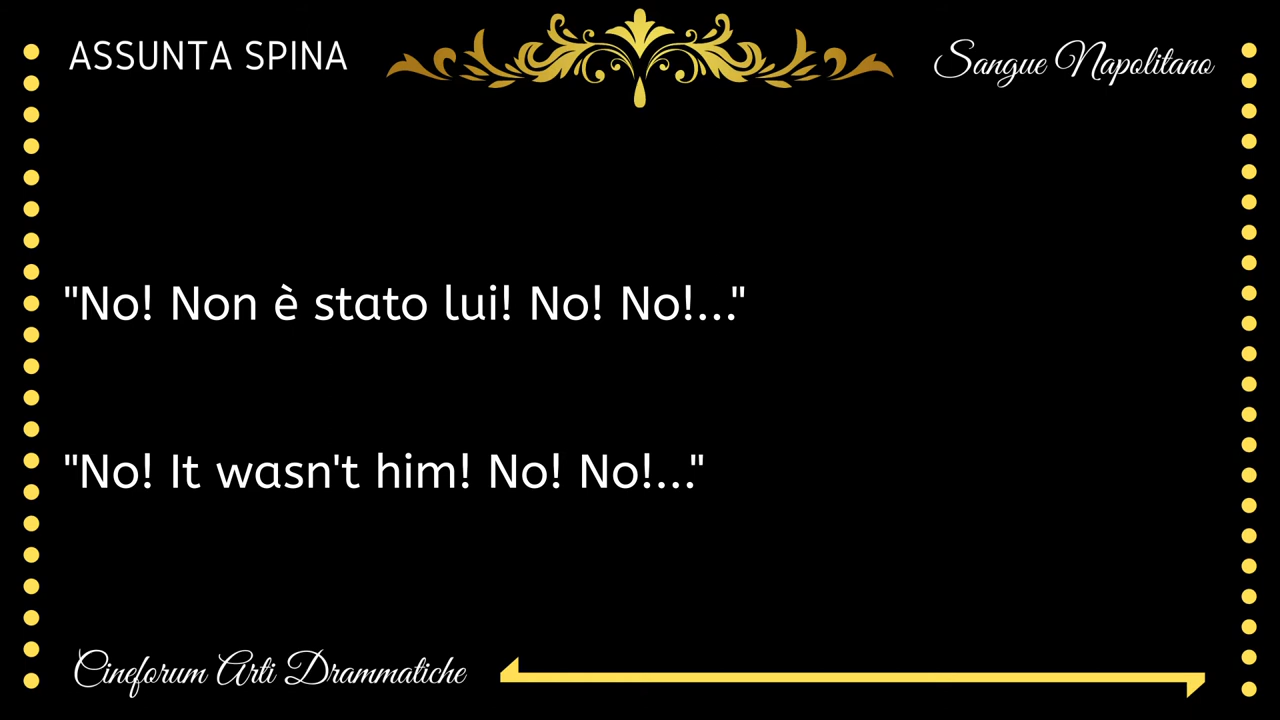 ASSUNTA SPINA
Sangue Napolitano
"No! Non è stato lui! No! No!..."
"No! It wasn't him! No! No!..."
Cineforum Arti Drammatiche